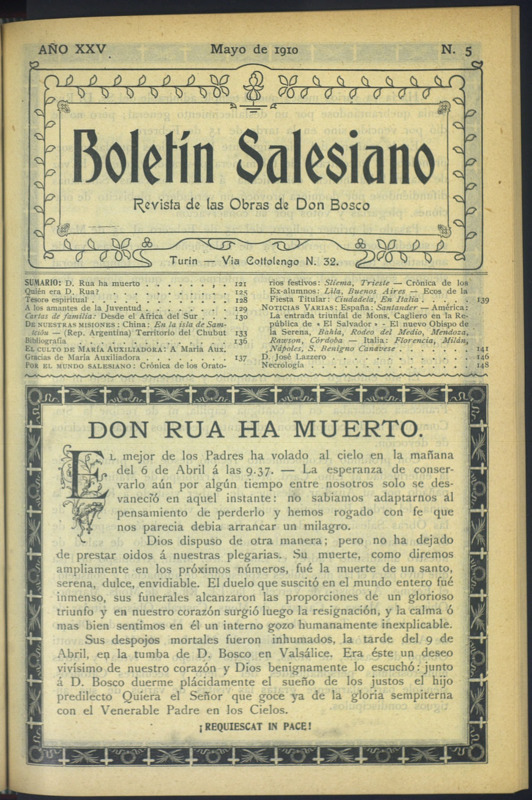 AÑO XXV Mayo de 1910 N. 5
Boletín Salesiano
Revista de las Obras de Don Bosco
Turín — Via Cottolengo N. 32.
SUMARIO: D. Rua ha muerto . . . . . . 121
Quién era D. Rua? . . . . . . 125
Tesoro espiritual . . . . . . 128
A los amantes de la Juventud . . . . . . 129
Cartas de familia: Desde el Africa del Sur . . 130
DE NUESTRAS MISIONES: China: En la isla de Sam-
tciau — (Rep. Argentina) Territorio del Chubut 133
Bibliografía . . . . . . 136
EL CULTO DE MARÍA AUXILIADORA: A María Aux.
Gracias de María Auxiliadora . . . . 137
POR EL MUNDO SALESIANO: Crónica de los Orato-
rios festivos: Sliema, Trieste — Crónica de los
Ex-alumnos: Lila, Buenos Aires — Ecos de la
Fiesta Titular: Ciudadela, En Italia . . . . 139
NOTICIAS VARIAS: España: Santander — América:
La entrada triunfal de Mons. Cagliero en la Re-
pública de « El Salvador » - El nuevo Obispo de
la Serena, Bahía, Rodeo del Medio, Mendoza,
Rawson, Córdoba — Italia: Florencia, Milán,
Nápoles, S. Benigno Canavese . . . . . . 141
D. José Lazzero . . . . . . 146
Necrología . . . . . . 148
DON RUA HA MUERTO.
EL mejor de los Padres ha volado al cielo en la mañana
del 6 de Abril á las 9.37. — La esperanza de conser-
varlo aún por algún tiempo entre nosotros solo se des-
vaneció en aquel instante: no sabíamos adaptarnos al
pensamiento de perderlo y hemos rogado con fe que
nos parecia debia arrancar un milagro.
Dios dispuso de otra manera; pero no ha dejado
de prestar oidos á nuestras plegarias. Su muerte, como diremos
ampliamente en los próximos números, fué la muerte de un santo,
serena, dulce, envidiable. El duelo que suscitó en el mundo entero fué
inmenso, sus funerales alcanzaron las proporciones de un glorioso
triunfo y en nuestro corazón surgió luego la resignación, y la calma ó
mas bien sentimos en él un interno gozo humanamente inexplicable.
Sus despojos mortales fueron inhumados, la tarde del 9 de
Abril, en la tumba de D. Bosco en Valsálice. Era éste un deseo
vivísimo de nuestro corazón y Dios benignamente lo escuchó: junto
á D. Bosco duerme plácidamente el sueño de los justos el hijo
predilecto Quiera el Señor que goce ya de la gloria sempiterna
con el Venerable Padre en los Cielos.
¡REQUIESCAT IN PACE!